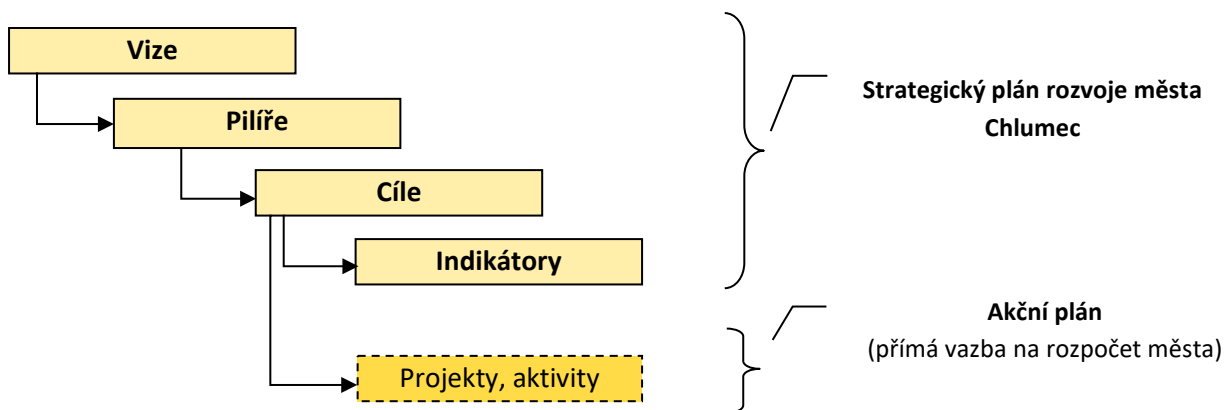 Vize
Pilíře
Cíle
Indikátory
Projekty, aktivity
Strategický plán rozvoje města
Chlumec
Akční plán
(přímá vazba na rozpočet města)